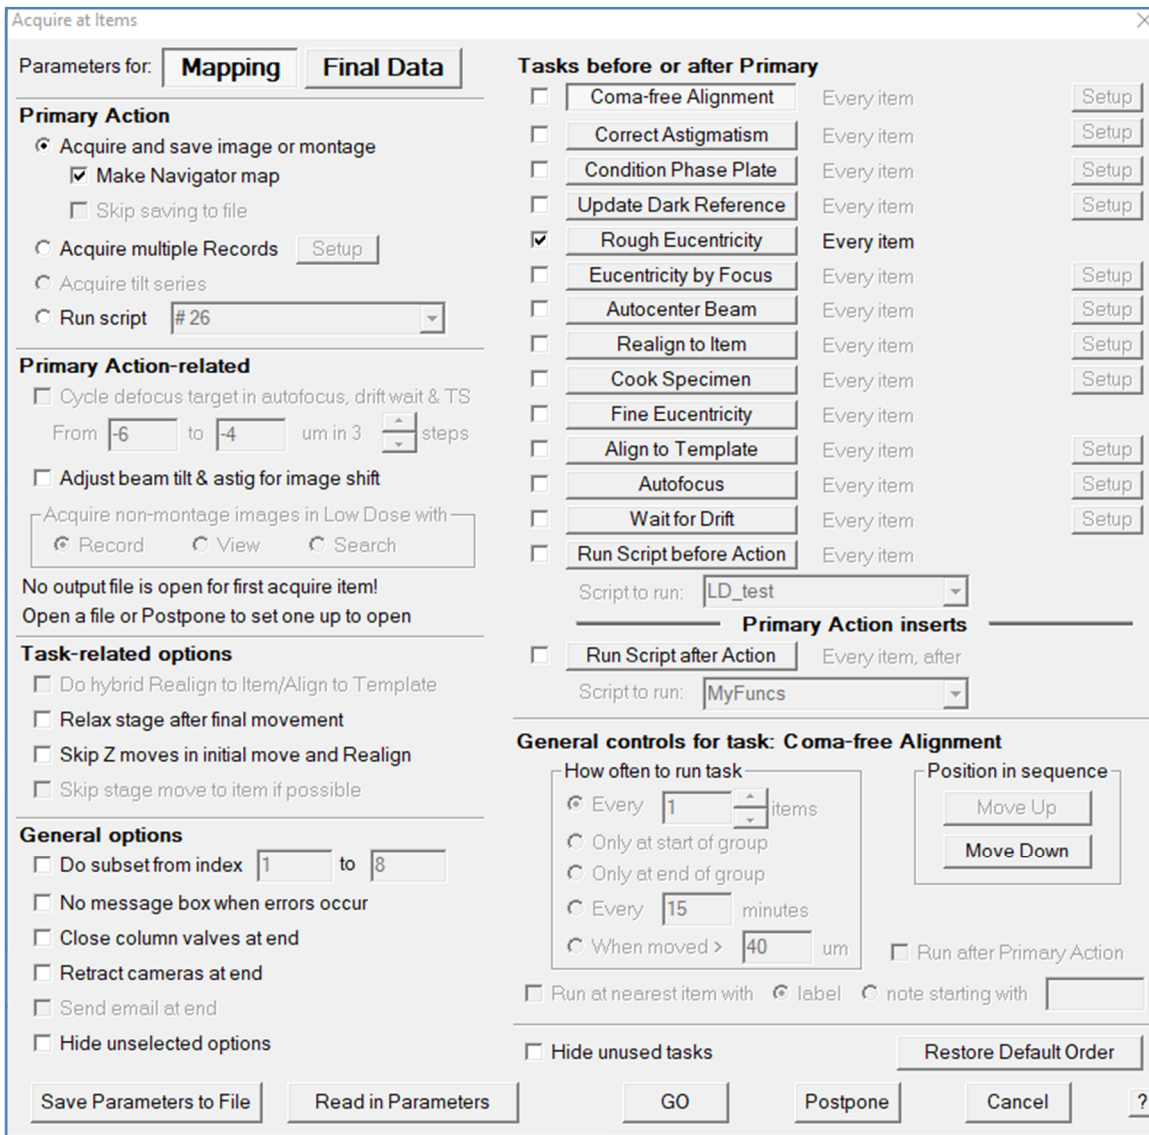 Acquire at Items
Parameters for: Mapping Final Data
Primary Action
Acquire and save image or montage
Make Navigator map
Skip saving to file
Acquire multiple Records Setup
Acquire tilt series
Run script # 26
Primary Action-related
Cycle defocus target in autofocus, drift wait & TS
From -6 to -4 um in 3 steps
Adjust beam tilt & astig for image shift
Acquire non-montage images in Low Dose with
Record View Search
No output file is open for first acquire item!
Open a file or Postpone to set one up to open
Task-related options
Do hybrid Realign to Item/Align to Template
Relax stage after final movement
Skip Z moves in initial move and Realign
Skip stage move to item if possible
General options
Do subset from index 1 to 8
No message box when errors occur
Close column valves at end
Retract cameras at end
Send email at end
Hide unselected options
Tasks before or after Primary
Coma-free Alignment Every item Setup
Correct Astigmatism Every item Setup
Condition Phase Plate Every item Setup
Update Dark Reference Every item Setup
Rough Eucentricity Every item
Eucentricity by Focus Every item Setup
Autocenter Beam Every item Setup
Realign to Item Every item Setup
Cook Specimen Every item Setup
Fine Eucentricity Every item
Align to Template Every item Setup
Autofocus Every item Setup
Wait for Drift Every item Setup
Run Script before Action Every item
Script to run: LD_test
Primary Action inserts
Run Script after Action Every item, after
Script to run: MyFuncs
General controls for task: Coma-free Alignment
How often to run task
Every 1 items
Only at start of group
Only at end of group
Every 15 minutes
When moved > 40 um
Position in sequence
Move Up
Move Down
Run after Primary Action
Run at nearest item with label note starting with
Hide unused tasks Restore Default Order
Save Parameters to File Read in Parameters GO Postpone Cancel ?